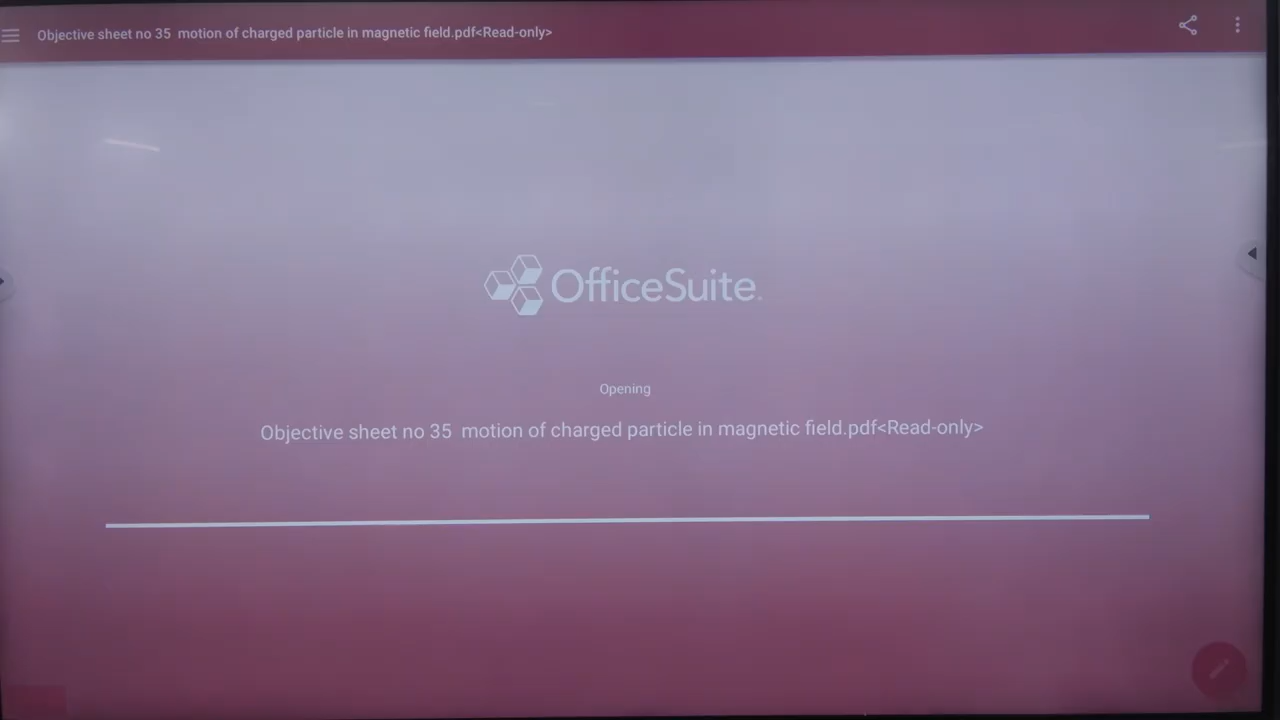 Objective sheet no 35 motion of charged particle in magnetic field.pdf<Read-only>
OfficeSuite.
Opening
Objective sheet no 35 motion of charged particle in magnetic field.pdf<Read-only>